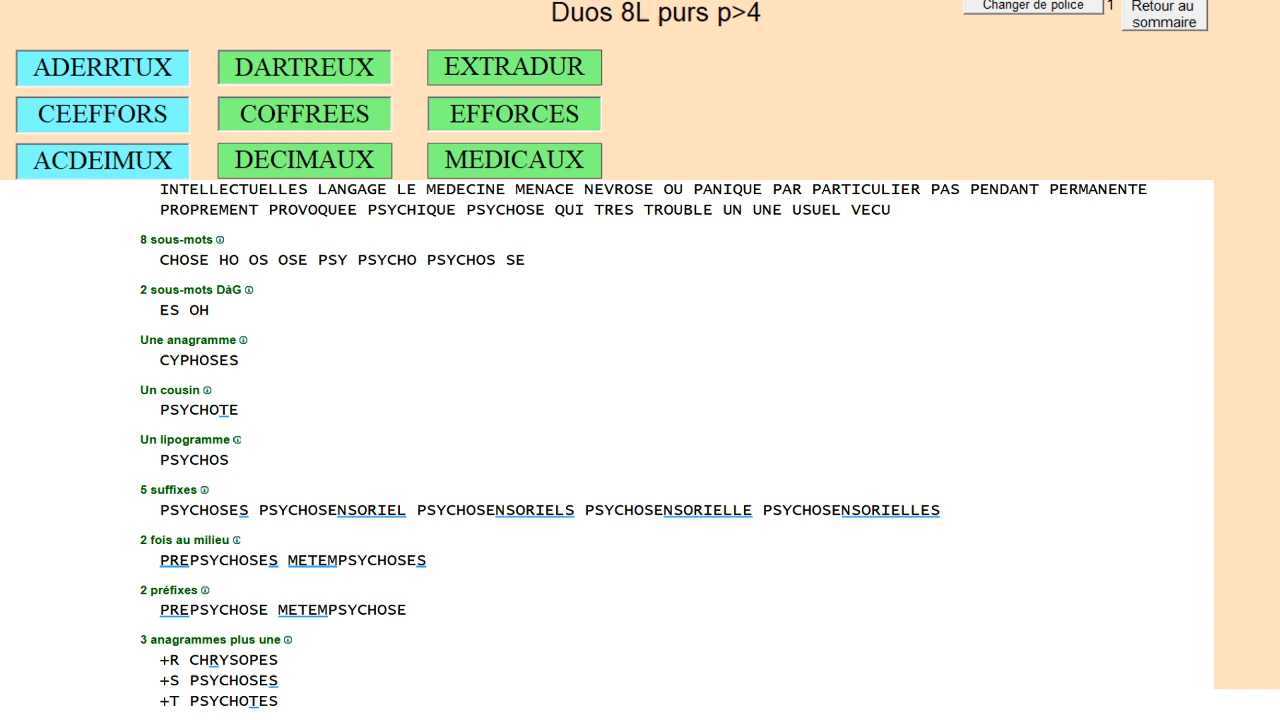 Duos 8L purs p>4
Changer de police 1 Retour au sommaire
ADERRTUX DARTREUX EXTRADUR
CEEFFORS COFFREES EFFORCES
ACDEIMUX DECIMAUX MEDICAUX
INTELLECTUELLES LANGAGE LE MEDECINE MENACE NEVROSE OU PANIQUE PAR PARTICULIER PAS PENDANT PERMANENTE
PROPREMENT PROVOQUEE PSYCHIQUE PSYCHOSE QUI TRES TROUBLE UN UNE USUEL VECU
8 sous-mots
CHOSE HO OS OSE PSY PSYCHO PSYCHOS SE
2 sous-mots DàG
ES OH
Une anagramme
CYPHOSES
Un cousin
PSYCHOTE
Un lipogramme
PSYCHOS
5 suffixes
PSYCHOSES PSYCHOSENSORIEL PSYCHOSENSORIELS PSYCHOSENSORIELLE PSYCHOSENSORIELLES
2 fois au milieu
PREPSYCHOSES METEMPSYCHOSES
2 préfixes
PREPSYCHOSE METEMPSYCHOSE
3 anagrammes plus une
+R CHRYSOPES
+S PSYCHOSES
+T PSYCHOTES